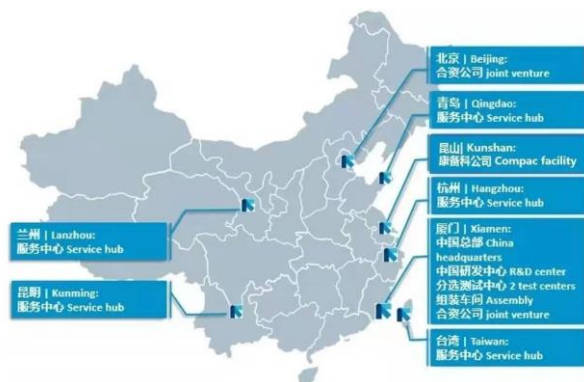 北京 | Beijing:
合资公司 joint venture
青岛 | Qingdao:
服务中心 Service hub
昆山| Kunshan:
康备科公司 Compac facility
杭州 | Hangzhou:
服务中心 Service hub
厦门 | Xiamen:
中国总部 China
headquarters
中国研发中心 R&D center
分选测试中心 2 test centers
组装车间 Assembly
合资公司 joint venture
台湾 | Taiwan:
服务中心 Service hub
兰州 | Lanzhou:
服务中心 Service hub
昆明 | Kunming:
服务中心 Service hub